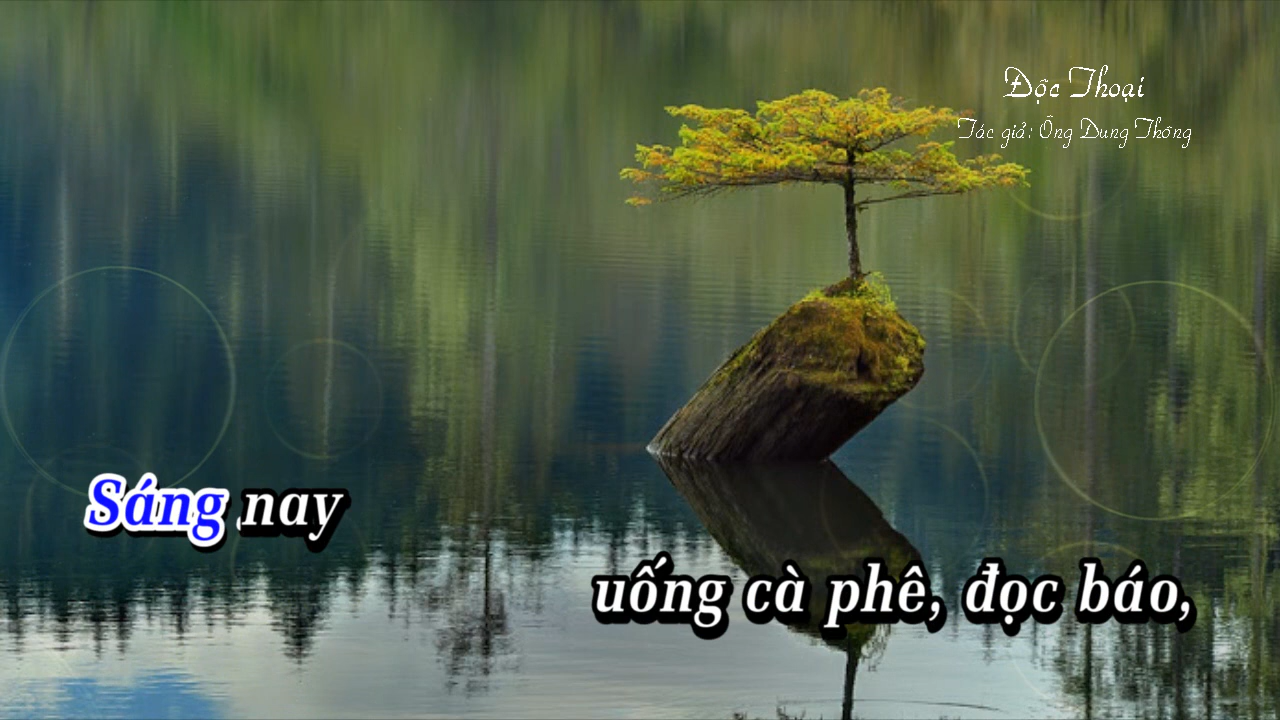 Độc Thoại
Tác giả: Ông Dung Thông
Sáng nay
uống cà phê, đọc báo,